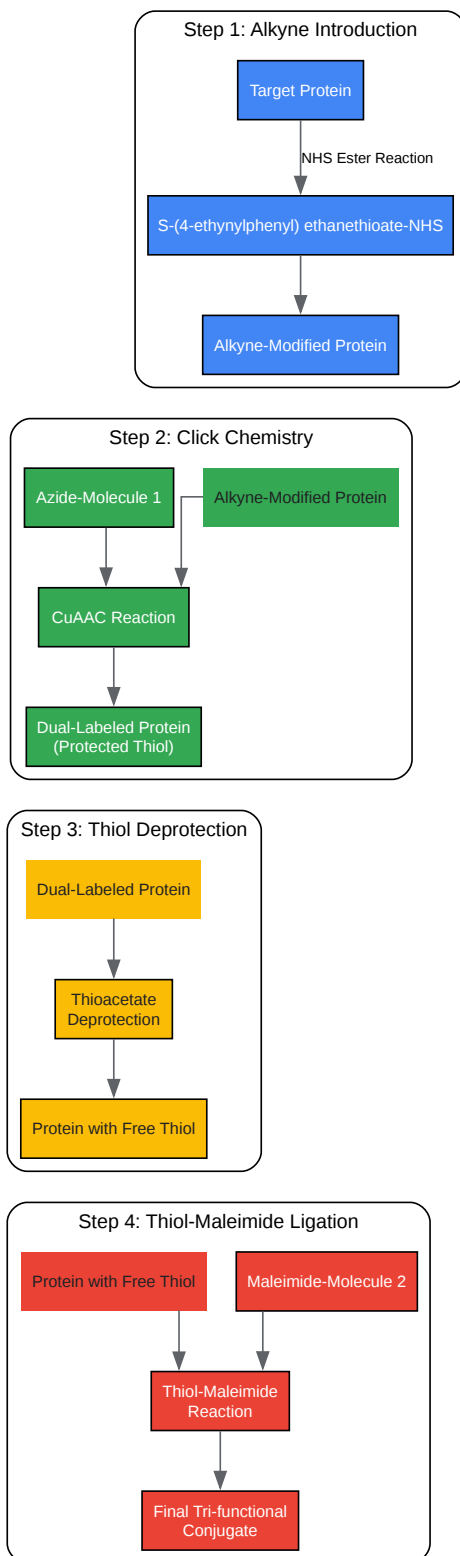 Step 1: Alkyne Introduction
Target Protein
NHS Ester Reaction
S-(4-ethynylphenyl) ethanethioate-NHS
Alkyne-Modified Protein
Step 2: Click Chemistry
Azide-Molecule 1
Alkyne-Modified Protein
CuAAC Reaction
Dual-Labeled Protein
(Protected Thiol)
Step 3: Thiol Deprotection
Dual-Labeled Protein
Thioacetate
Deprotection
Protein with Free Thiol
Step 4: Thiol-Maleimide Ligation
Protein with Free Thiol
Maleimide-Molecule 2
Thiol-Maleimide
Reaction
Final Tri-functional
Conjugate